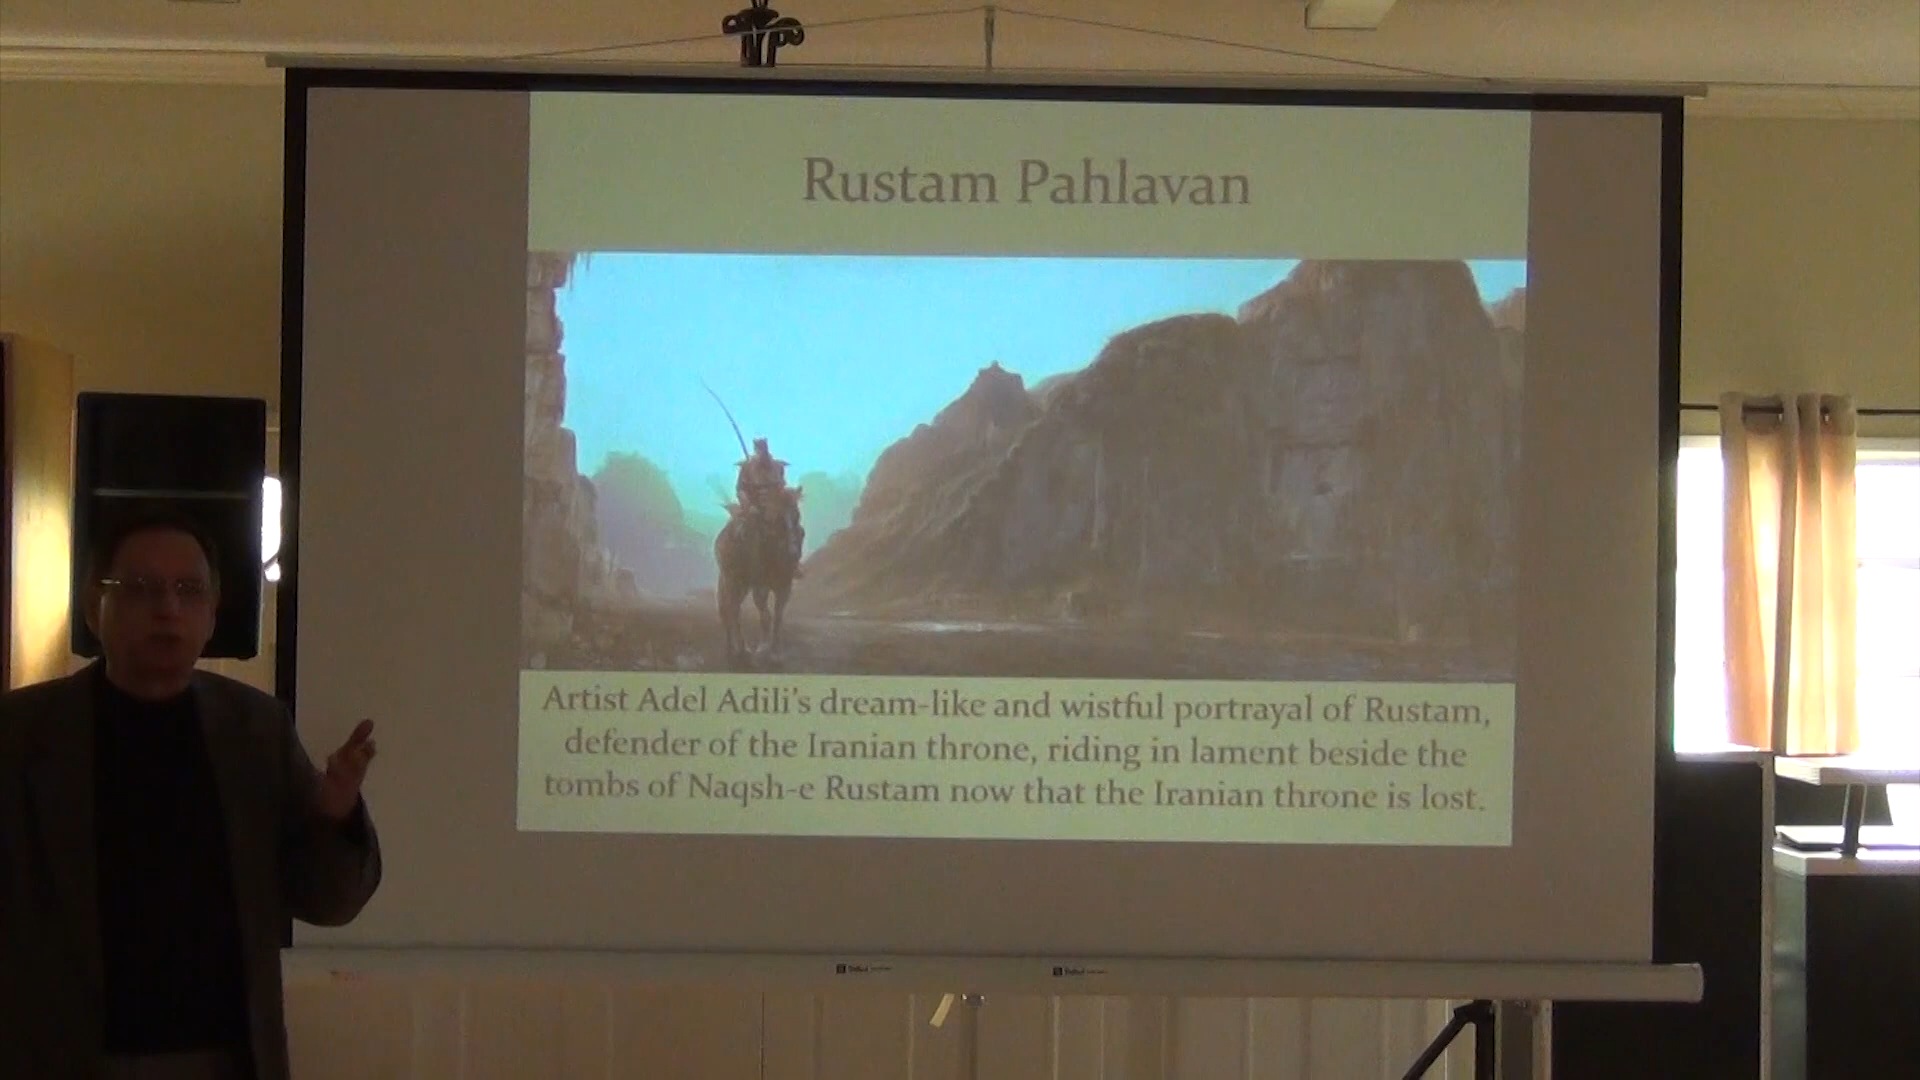 Rustam Pahlavan
Artist Adel Adili's dream-like and wistful portrayal of Rustam,
defender of the Iranian throne, riding in lament beside the
tombs of Naqsh-e Rustam now that the Iranian throne is lost.